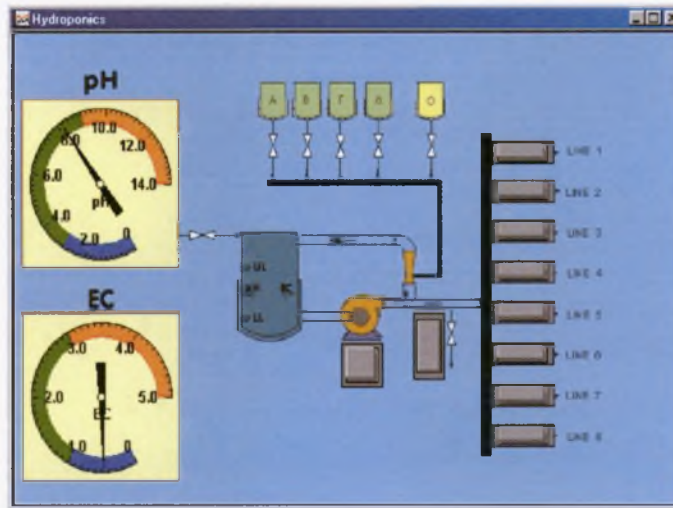 Hydroponics
pH
A B Γ Δ O
10.0
8.0 12.0
6.0 14.0
pH
4.0 0
2.0
LINE 1
LINE 2
LINE 3
LINE 4
LINE 5
LINE 6
LINE 7
LINE 8
UL
LL
EC
3.0 4.0
2.0 5.0
EC
1.0 0